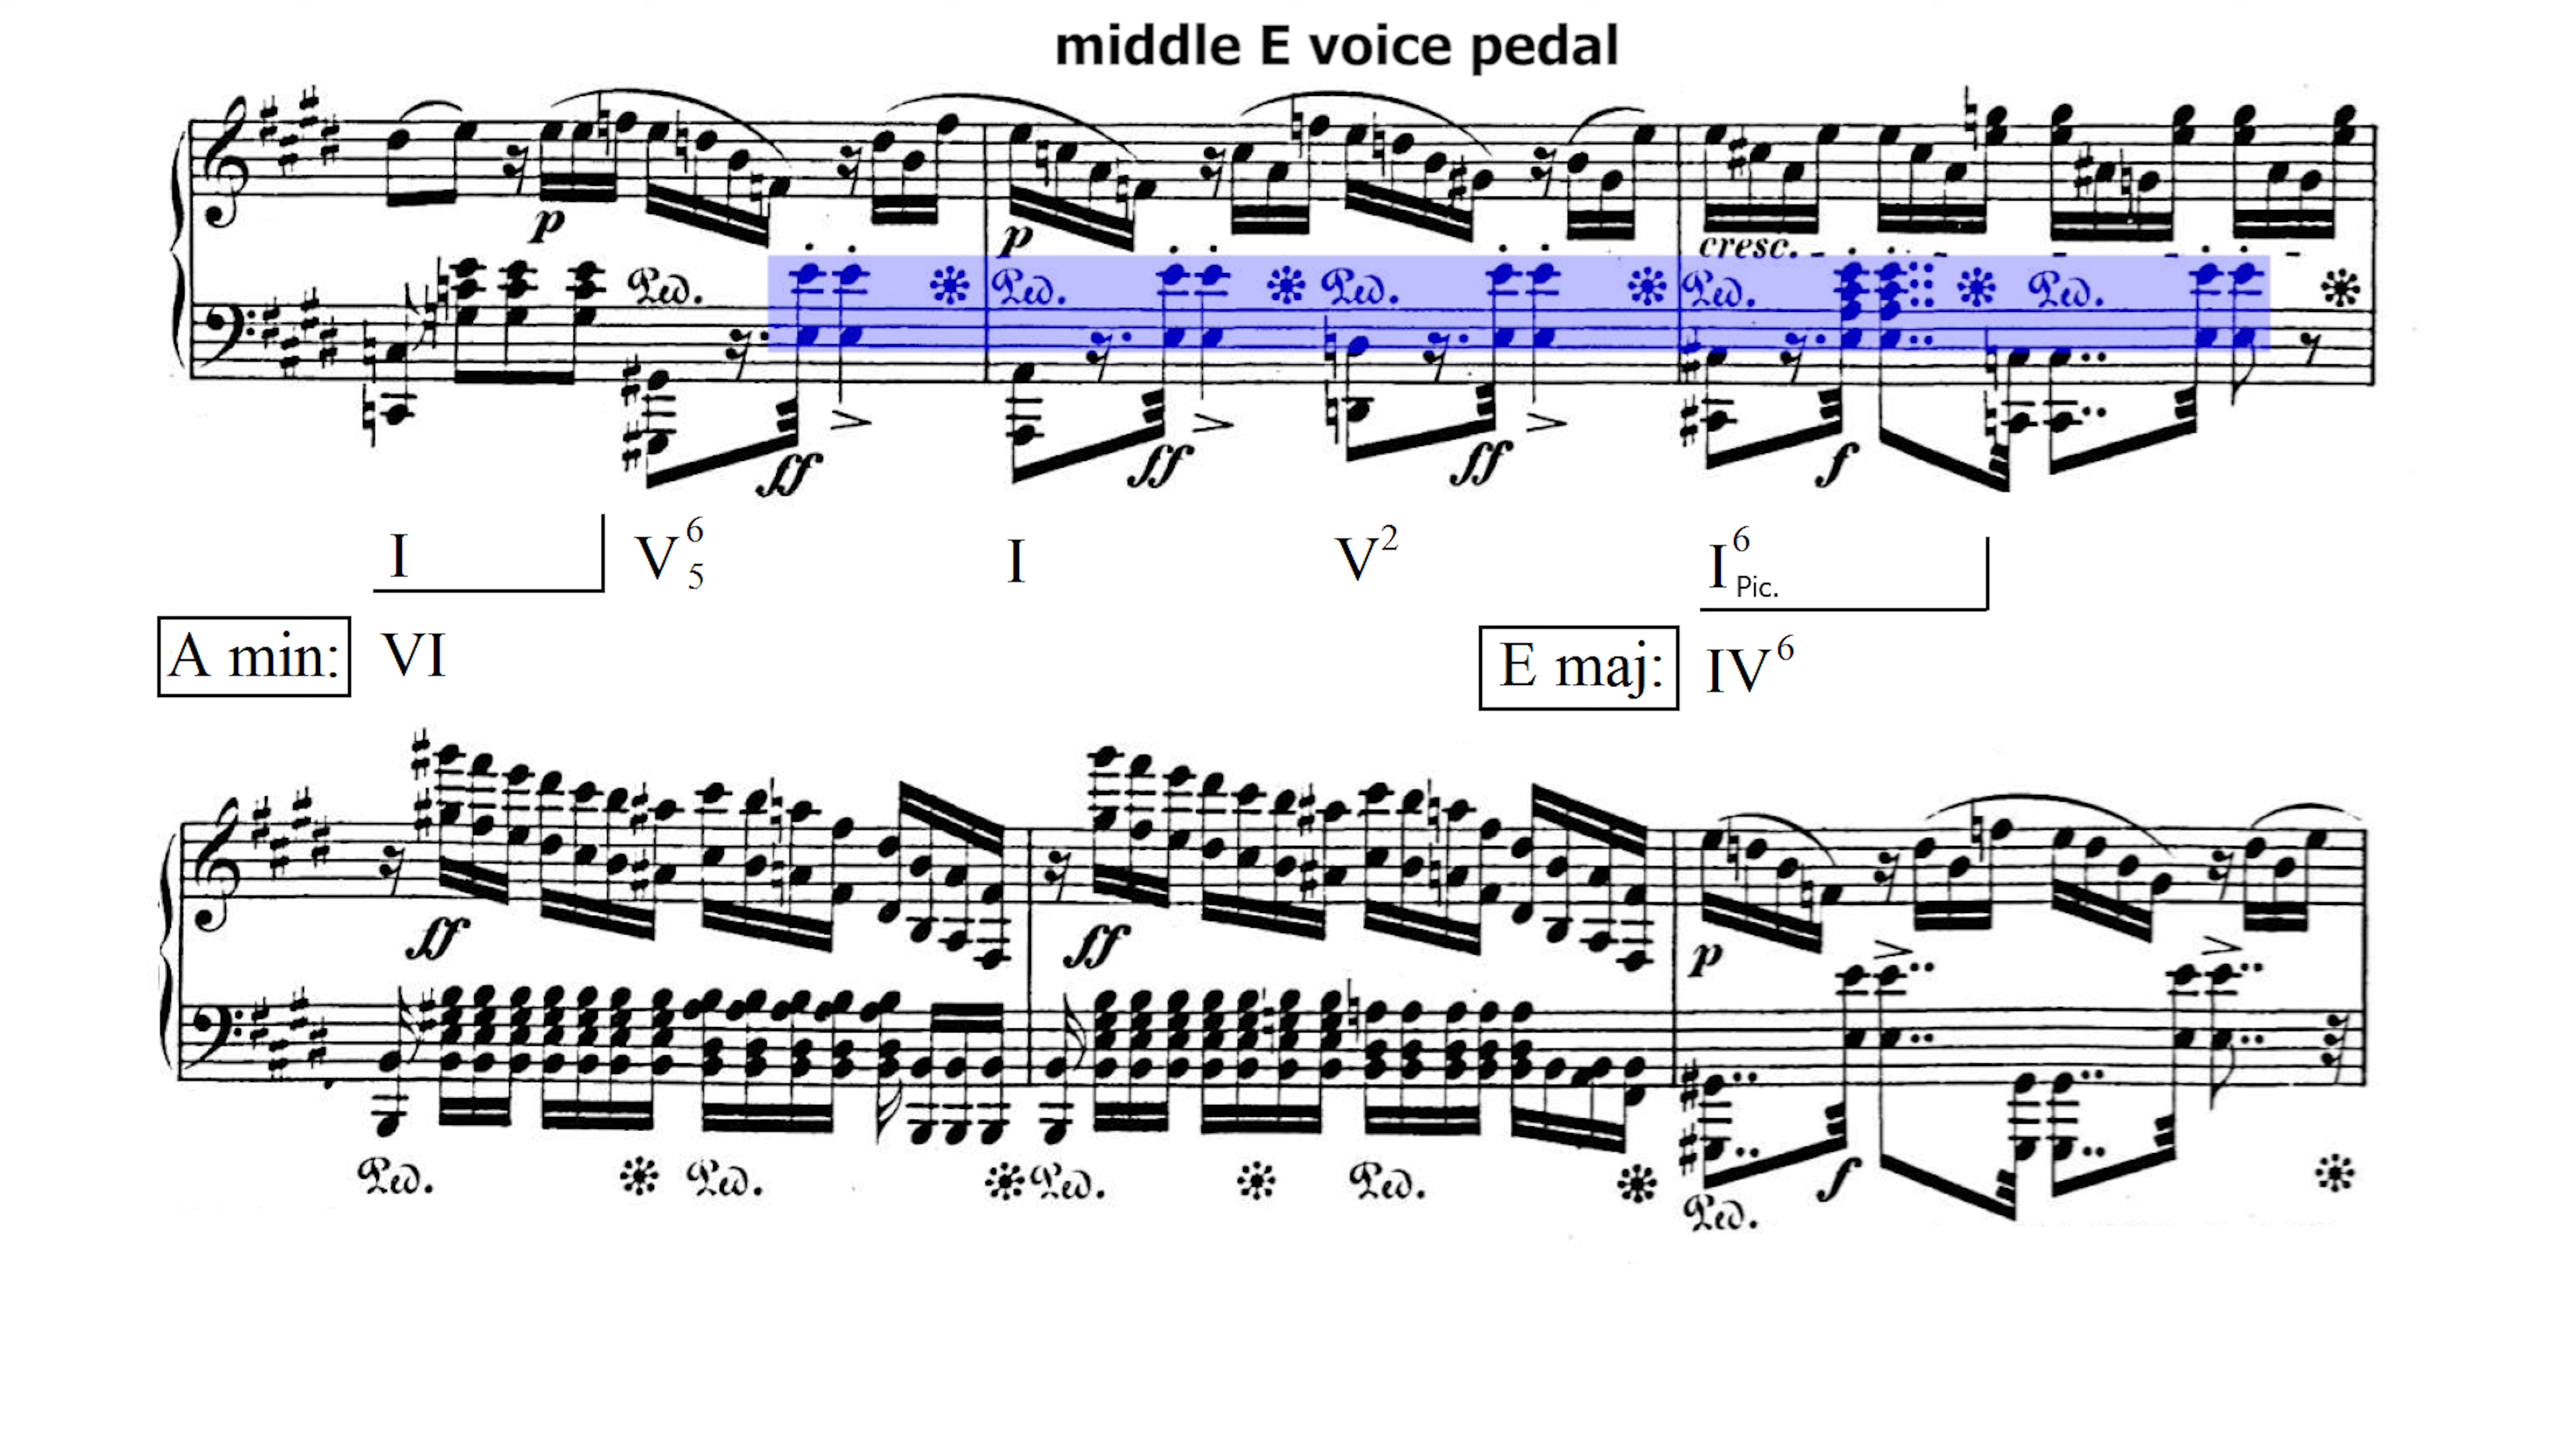 middle E voice pedal
p p cresc. - - - - -
Ped. Ped. Ped. Ped. Ped.
ff ff ff f
I V 6 5 I V2 I6 Pic.
A min: VI E maj: IV6
ff ff p
f
Ped. Ped. Ped. Ped. Ped.